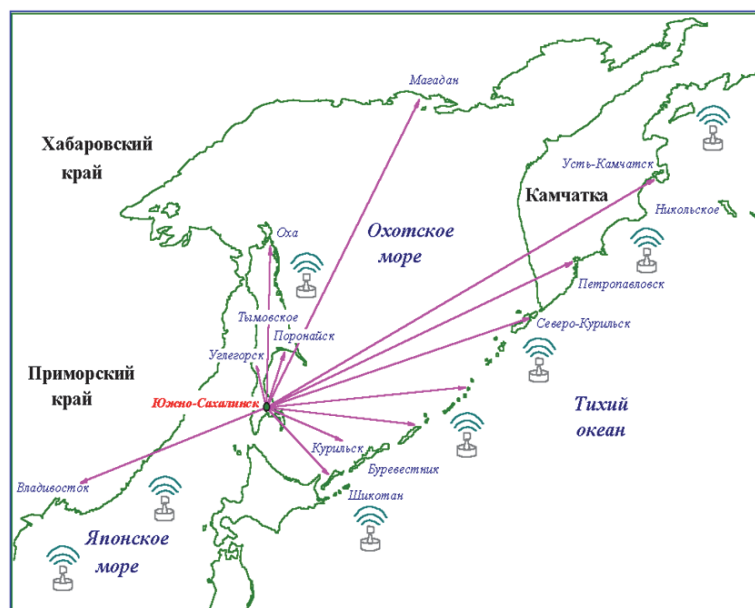 Магадан
Хабаровский
край
Усть-Камчатск
Камчатка
Никольское
Оха
Охотское
море
Петропавловск
Тымовское
Северо-Курильск
Поронайск
Углегорск
Приморский
край
Южно-Сахалинск
Тихий
океан
Курильск
Буревестник
Владивосток
Шикотан
Японское
море